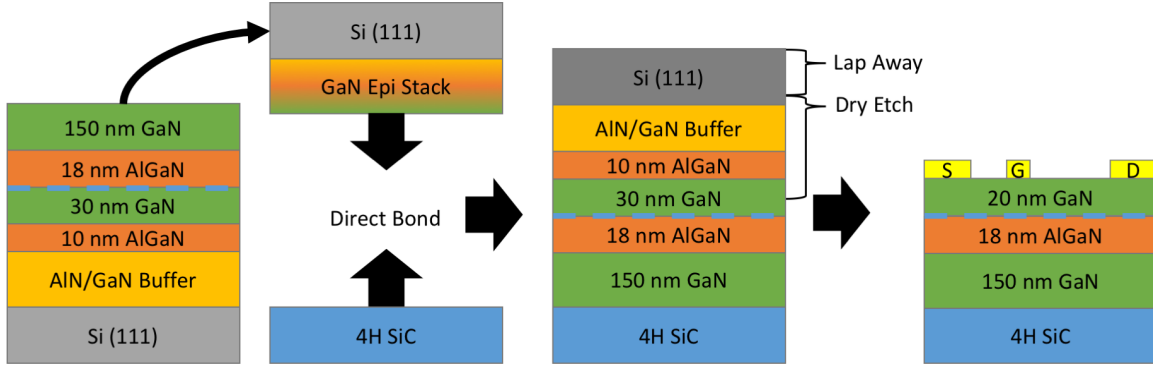 150 nm GaN
18 nm AlGaN
30 nm GaN
10 nm AlGaN
AlN/GaN Buffer
Si (111)
Si (111)
GaN Epi Stack
Direct Bond
4H SiC
Si (111)
AlN/GaN Buffer
10 nm AlGaN
30 nm GaN
18 nm AlGaN
150 nm GaN
4H SiC
Lap Away
Dry Etch
S G D
20 nm GaN
18 nm AlGaN
150 nm GaN
4H SiC